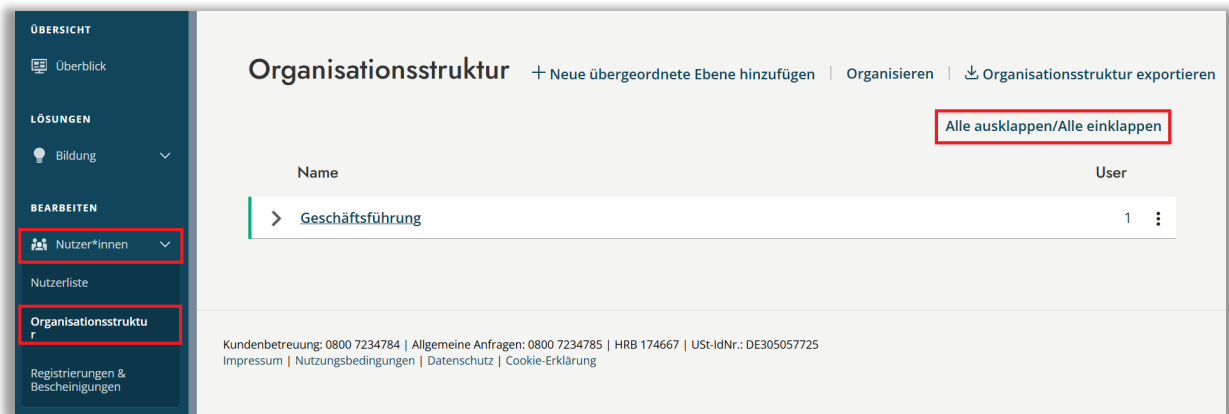 ÜBERSICHT
Überblick
LÖSUNGEN
Bildung
BEARBEITEN
Nutzer*innen
Nutzerliste
Organisationsstruktu
r
Registrierungen &
Bescheinigungen
Organisationsstruktur + Neue übergeordnete Ebene hinzufügen | Organisieren | Organisationsstruktur exportieren
Alle ausklappen/Alle einklappen
Name User
Geschäftsführung 1
Kundenbetreuung: 0800 7234784 | Allgemeine Anfragen: 0800 7234785 | HRB 174667 | USt-IdNr.: DE305057725
Impressum | Nutzungsbedingungen | Datenschutz | Cookie-Erklärung